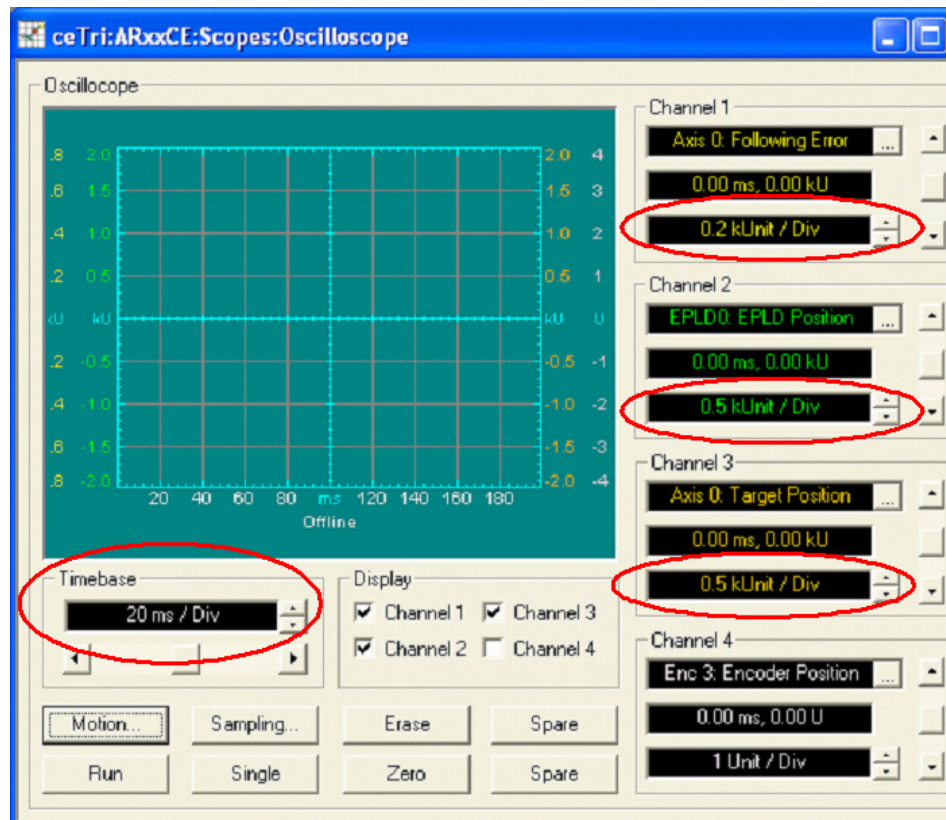 ceTri:ARxxCE:Scopes:Oscilloscope
Oscillocope
.8 2.0 2.0 4
.6 1.5 1.5 3
.4 1.0 1.0 2
.2 0.5 0.5 1
kU kU kU U
.2 -0.5 -0.5 -1
.4 -1.0 -1.0 -2
.6 -1.5 -1.5 -3
.8 -2.0 -2.0 -4
20 40 60 80 ms 120 140 160 180
Offline
Channel 1
Axis 0: Following Error ...
0.00 ms, 0.00 kU
0.2 kUnit / Div
Channel 2
EPLD0: EPLD Position ...
0.00 ms, 0.00 kU
0.5 kUnit / Div
Channel 3
Axis 0: Target Position ...
0.00 ms, 0.00 kU
0.5 kUnit / Div
Channel 4
Enc 3: Encoder Position ...
0.00 ms, 0.00 U
1 Unit / Div
Timebase
20 ms / Div
Display
Channel 1 Channel 3
Channel 2 Channel 4
Motion... Sampling... Erase Spare
Run Single Zero Spare